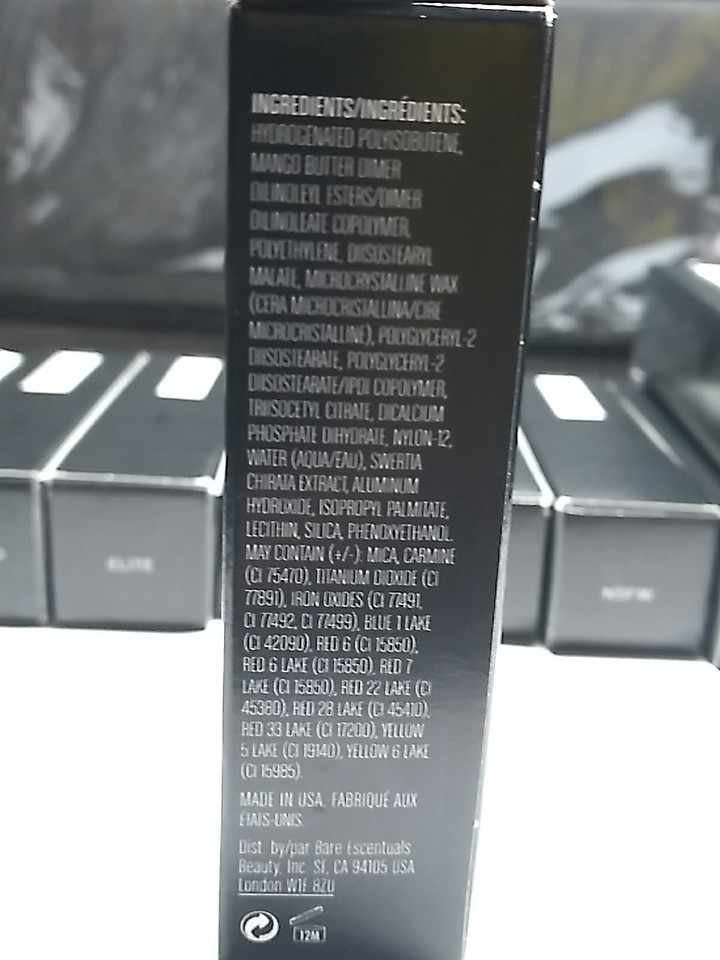 INGREDIENTS/INGRÉDIENTS:
HYDROGENATED POLYISOBUTENE,
MANGO BUTTER DIMER
DILINOLEYL ESTERS/DIMER
DILINOLEATE COPOLYMER,
POLYETHYLENE, DIISOSTEARYL
MALATE, MICROCRYSTALLINE WAX
(CERA MICROCRISTALLINA/CIRE
MICROCRISTALLINE), POLYGLYCERYL-2
DIISOSTEARATE, POLYGLYCERYL-2
DIISOSTEARATE/IPDI COPOLYMER,
TRIISOCETYL CITRATE, DICALCIUM
PHOSPHATE DIHYDRATE, NYLON-12,
WATER (AQUA/EAU), SWERTIA
CHIRATA EXTRACT, ALUMINUM
HYDROXIDE, ISOPROPYL PALMITATE,
LECITHIN, SILICA, PHENOXYETHANOL.
MAY CONTAIN (+/-): MICA, CARMINE
(CI 75470), TITANIUM DIOXIDE (CI
77891), IRON OXIDES (CI 77491,
CI 77492, CI 77499), BLUE 1 LAKE
(CI 42090), RED 6 (CI 15850),
RED 6 LAKE (CI 15850), RED 7
LAKE (CI 15850), RED 22 LAKE (CI
45380), RED 28 LAKE (CI 45410),
RED 33 LAKE (CI 17200), YELLOW
5 LAKE (CI 19140), YELLOW 6 LAKE
(CI 15985).
MADE IN USA. FABRIQUÉ AUX
ÉTATS-UNIS.
Dist. by/par Bare Escentuals
Beauty, Inc. SF, CA 94105 USA
London W1F 8ZU
12M
ELITE
NSFW